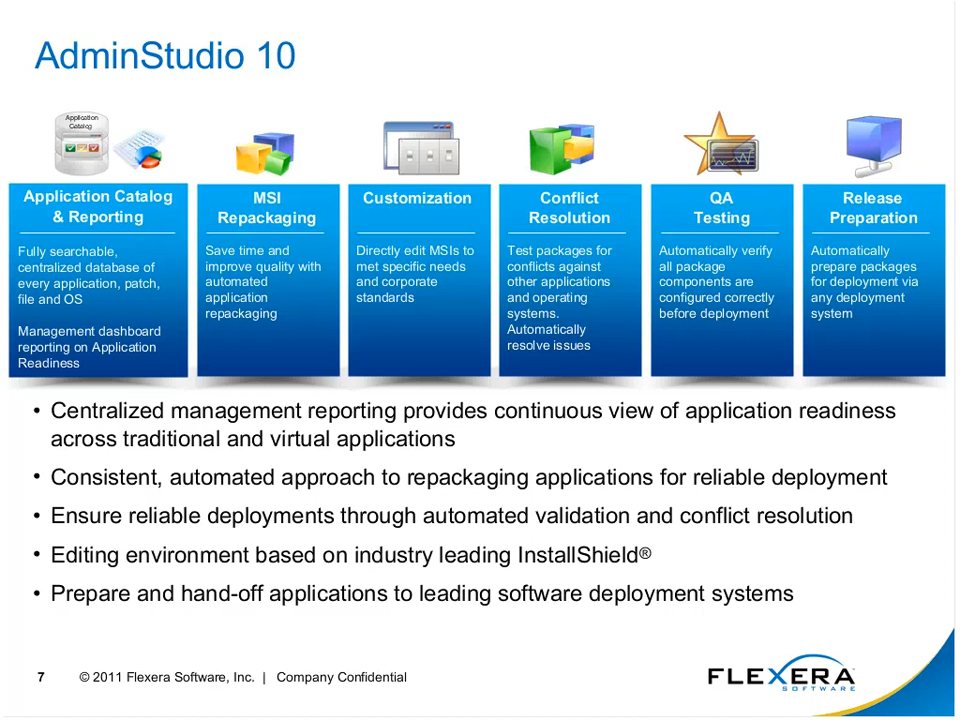 AdminStudio 10
Application
Catalog
Application Catalog
& Reporting
Fully searchable,
centralized database of
every application, patch,
file and OS
Management dashboard
reporting on Application
Readiness
MSI
Repackaging
Save time and
improve quality with
automated
application
repackaging
Customization
Directly edit MSIs to
met specific needs
and corporate
standards
Conflict
Resolution
Test packages for
conflicts against
other applications
and operating
systems.
Automatically
resolve issues
QA
Testing
Automatically verify
all package
components are
configured correctly
before deployment
Release
Preparation
Automatically
prepare packages
for deployment via
any deployment
system
• Centralized management reporting provides continuous view of application readiness
across traditional and virtual applications
• Consistent, automated approach to repackaging applications for reliable deployment
• Ensure reliable deployments through automated validation and conflict resolution
• Editing environment based on industry leading InstallShield®
• Prepare and hand-off applications to leading software deployment systems
7 © 2011 Flexera Software, Inc. | Company Confidential
FLEXERA
SOFTWARE